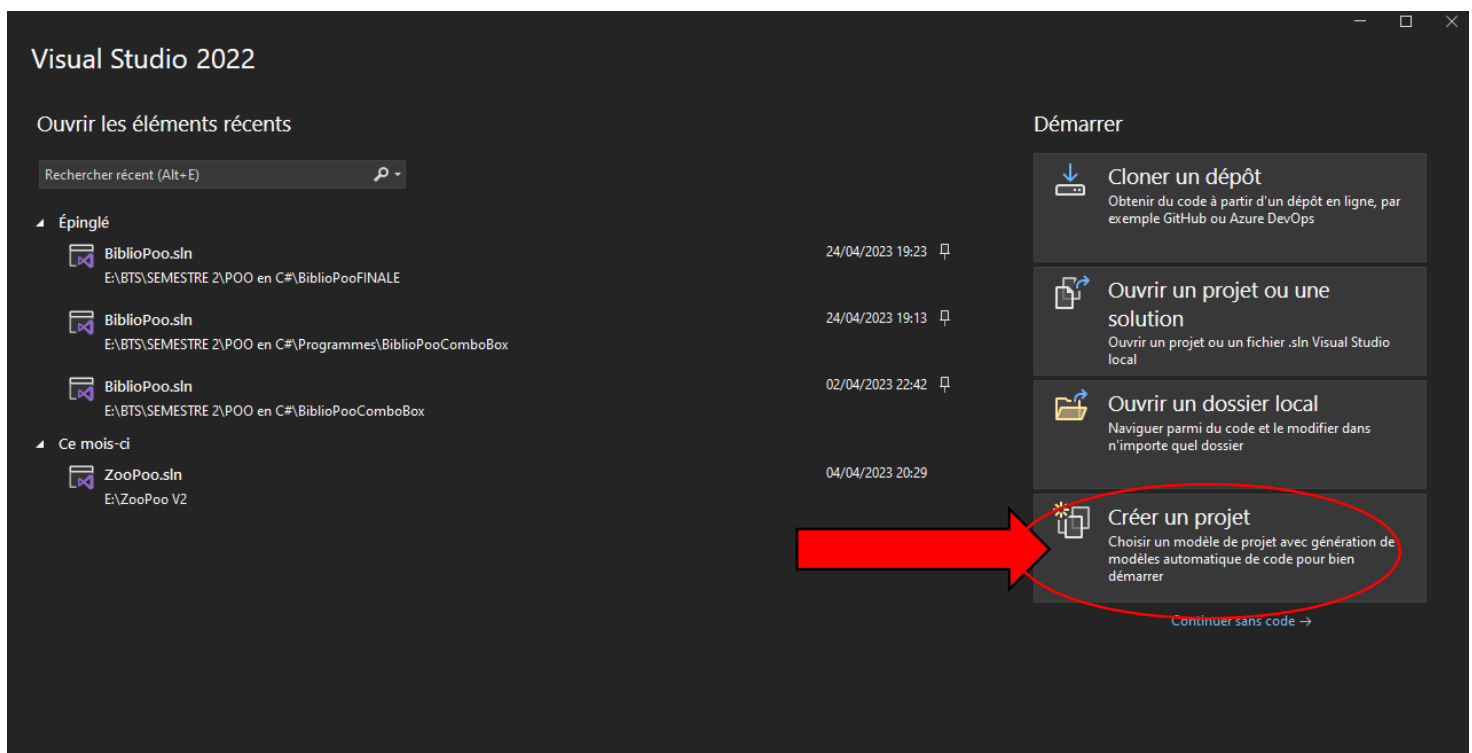 Visual Studio 2022
Ouvrir les éléments récents
Rechercher récent (Alt+E)
Épinglé
BiblioPoo.sln
24/04/2023 19:23
E:\BTS\SEMESTRE 2\POO en C#\BiblioPooFINALE
BiblioPoo.sln
24/04/2023 19:13
E:\BTS\SEMESTRE 2\POO en C#\Programmes\BiblioPooComboBox
BiblioPoo.sln
02/04/2023 22:42
E:\BTS\SEMESTRE 2\POO en C#\BiblioPooComboBox
Ce mois-ci
ZooPoo.sln
04/04/2023 20:29
E:\ZooPoo V2
Démarrer
Cloner un dépôt
Obtenir du code à partir d'un dépôt en ligne, par
exemple GitHub ou Azure DevOps
Ouvrir un projet ou une
solution
Ouvrir un projet ou un fichier .sln Visual Studio
local
Ouvrir un dossier local
Naviguer parmi du code et le modifier dans
n'importe quel dossier
Créer un projet
Choisir un modèle de projet avec génération de
modèles automatique de code pour bien
démarrer
Continuer sans code →